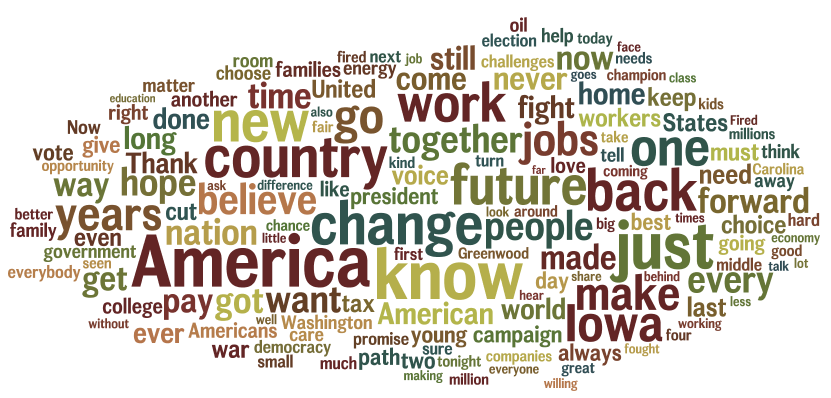 oil
election help today
face
room fired next job still challenges now needs
choose families energy goes champion class
matter United come never home keep kids
education another time work fight
right done also new go workers States Fired
Now long fair together jobs take millions
vote give country tell one must think
opportunity Thank kind turn far love coming need Carolina
way hope ask difference like voice future back away
president forward
better years cut believe look around choice hard
family even nation chance change people big best times economy
government little first Greenwood made just going good
everybody seen America know middle talk lot
get day share behind every
hear make
college pay got want tax American world last less
without well Washington Iowa working
ever Americans care promise young campaign four
war democracy sure companies always fought
small much path two tonight everyone great
making million willing